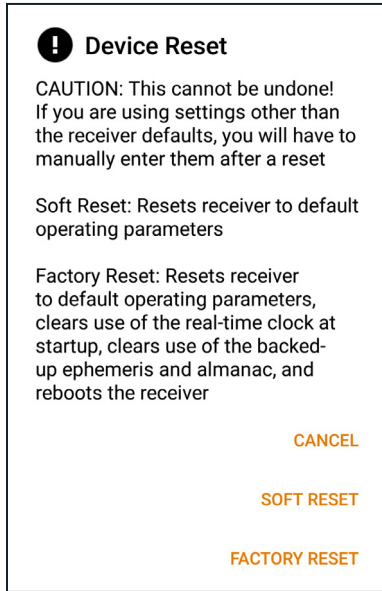 Device Reset
CAUTION: This cannot be undone!
If you are using settings other than
the receiver defaults, you will have to
manually enter them after a reset
Soft Reset: Resets receiver to default
operating parameters
Factory Reset: Resets receiver
to default operating parameters,
clears use of the real-time clock at
startup, clears use of the backed-
up ephemeris and almanac, and
reboots the receiver
CANCEL
SOFT RESET
FACTORY RESET